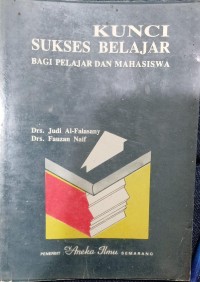 KUNCI
SUKSES BELAJAR
BAGI PELAJAR DAN MAHASISWA
Drs. Judi Al-Falasany
Drs. Fauzan Naif
PENERBIT Aneka Ilmu SEMARANG